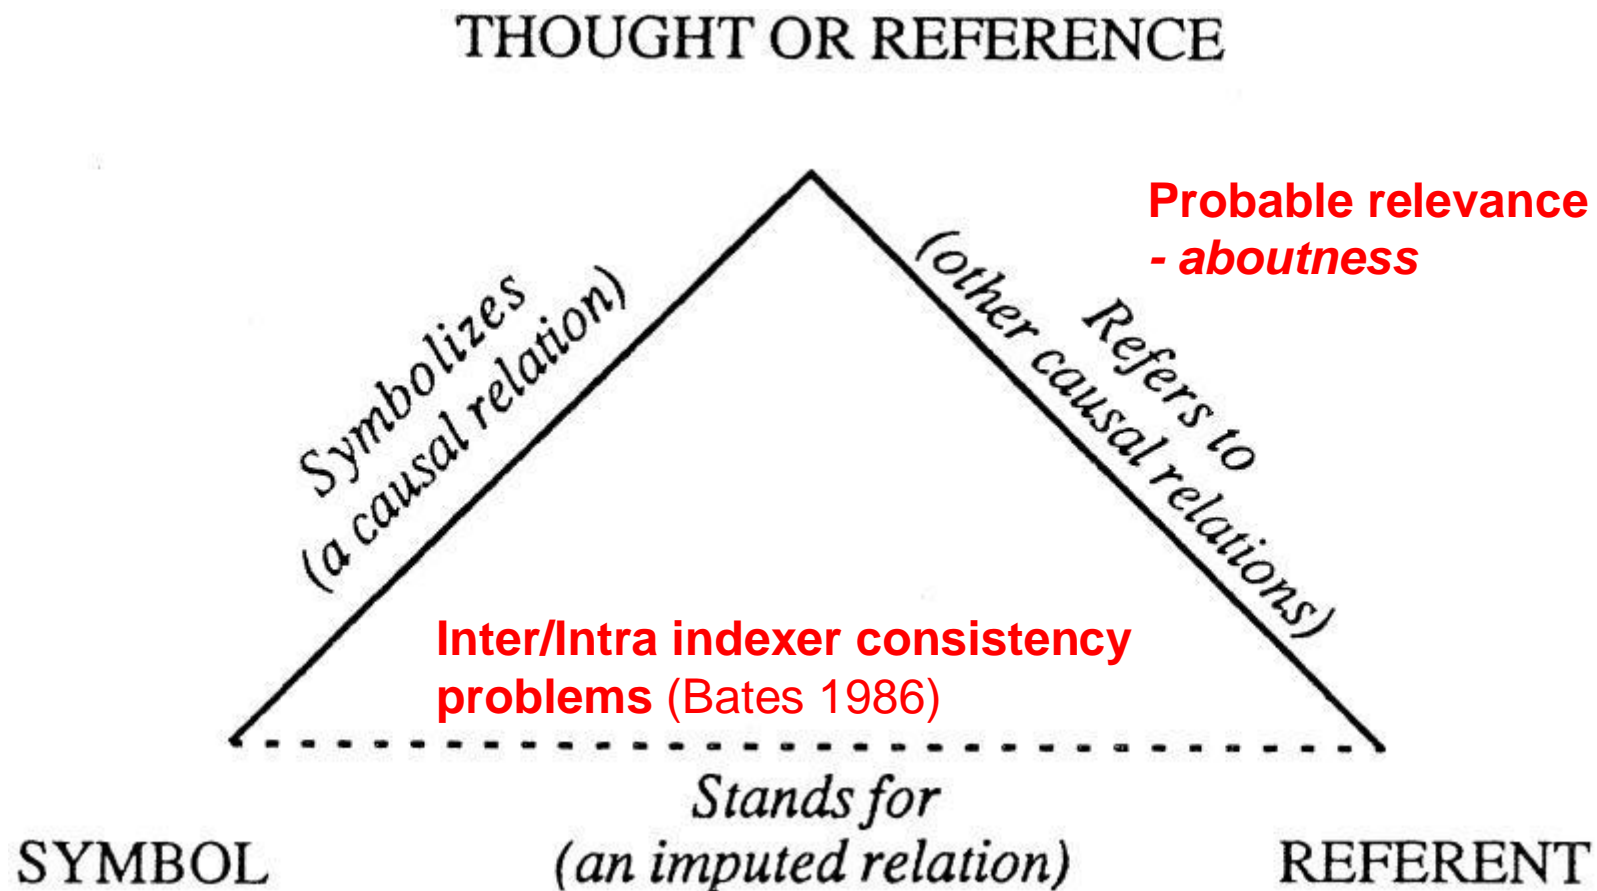 THOUGHT OR REFERENCE
Probable relevance
- aboutness
Symbolizes
(a causal relation)
Refers to
(other causal relations)
Inter/Intra indexer consistency
problems (Bates 1986)
Stands for
(an imputed relation)
SYMBOL
REFERENT